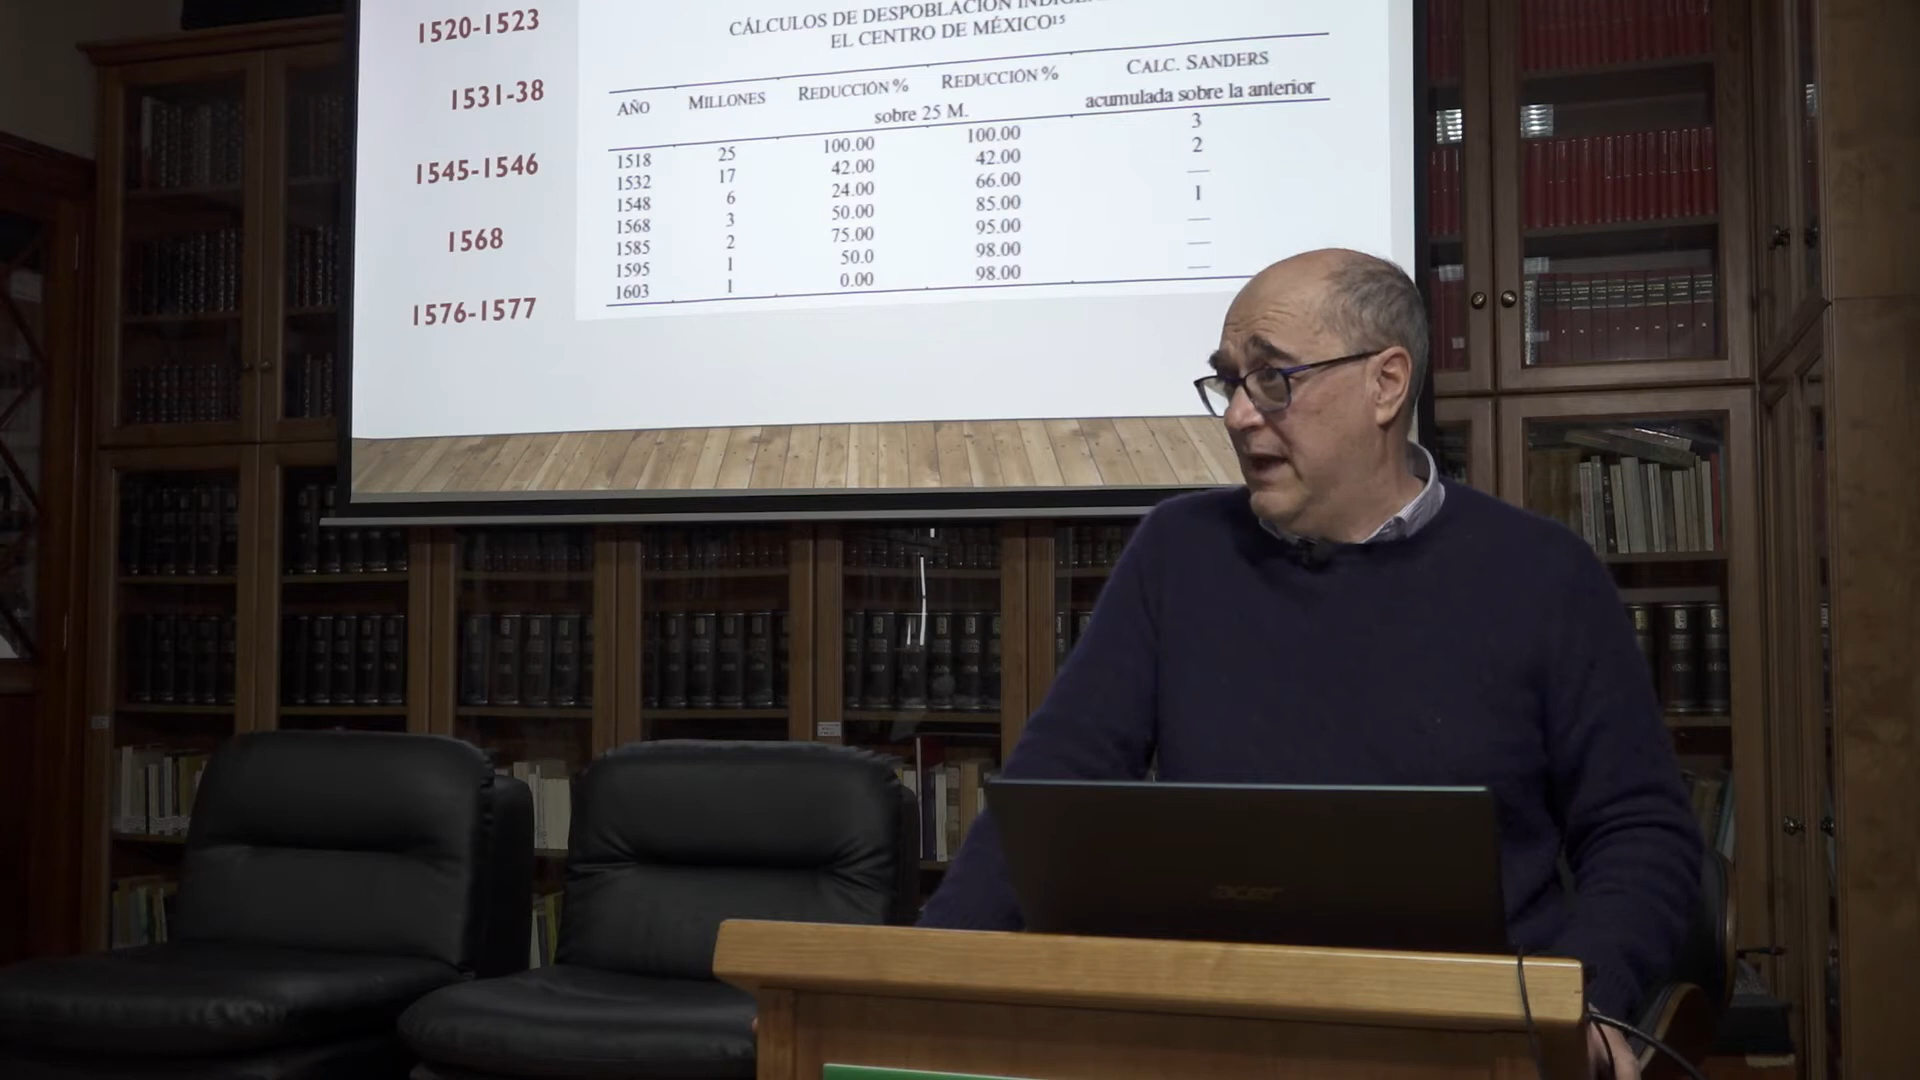 1520-1523
1531-38
1545-1546
1568
1576-1577
CÁLCULOS DE DESPOBLACIÓN
EL CENTRO DE MÉXICO¹⁵
AÑO MILLONES REDUCCIÓN % REDUCCIÓN % CALC. SANDERS
sobre 25 M. acumulada sobre la anterior
1518 25 100.00 100.00 3
1532 17 42.00 42.00 2
1548 6 24.00 66.00 —
1568 3 50.00 85.00 1
1585 2 75.00 95.00 —
1595 1 50.0 98.00 —
1603 1 0.00 98.00 —
acer